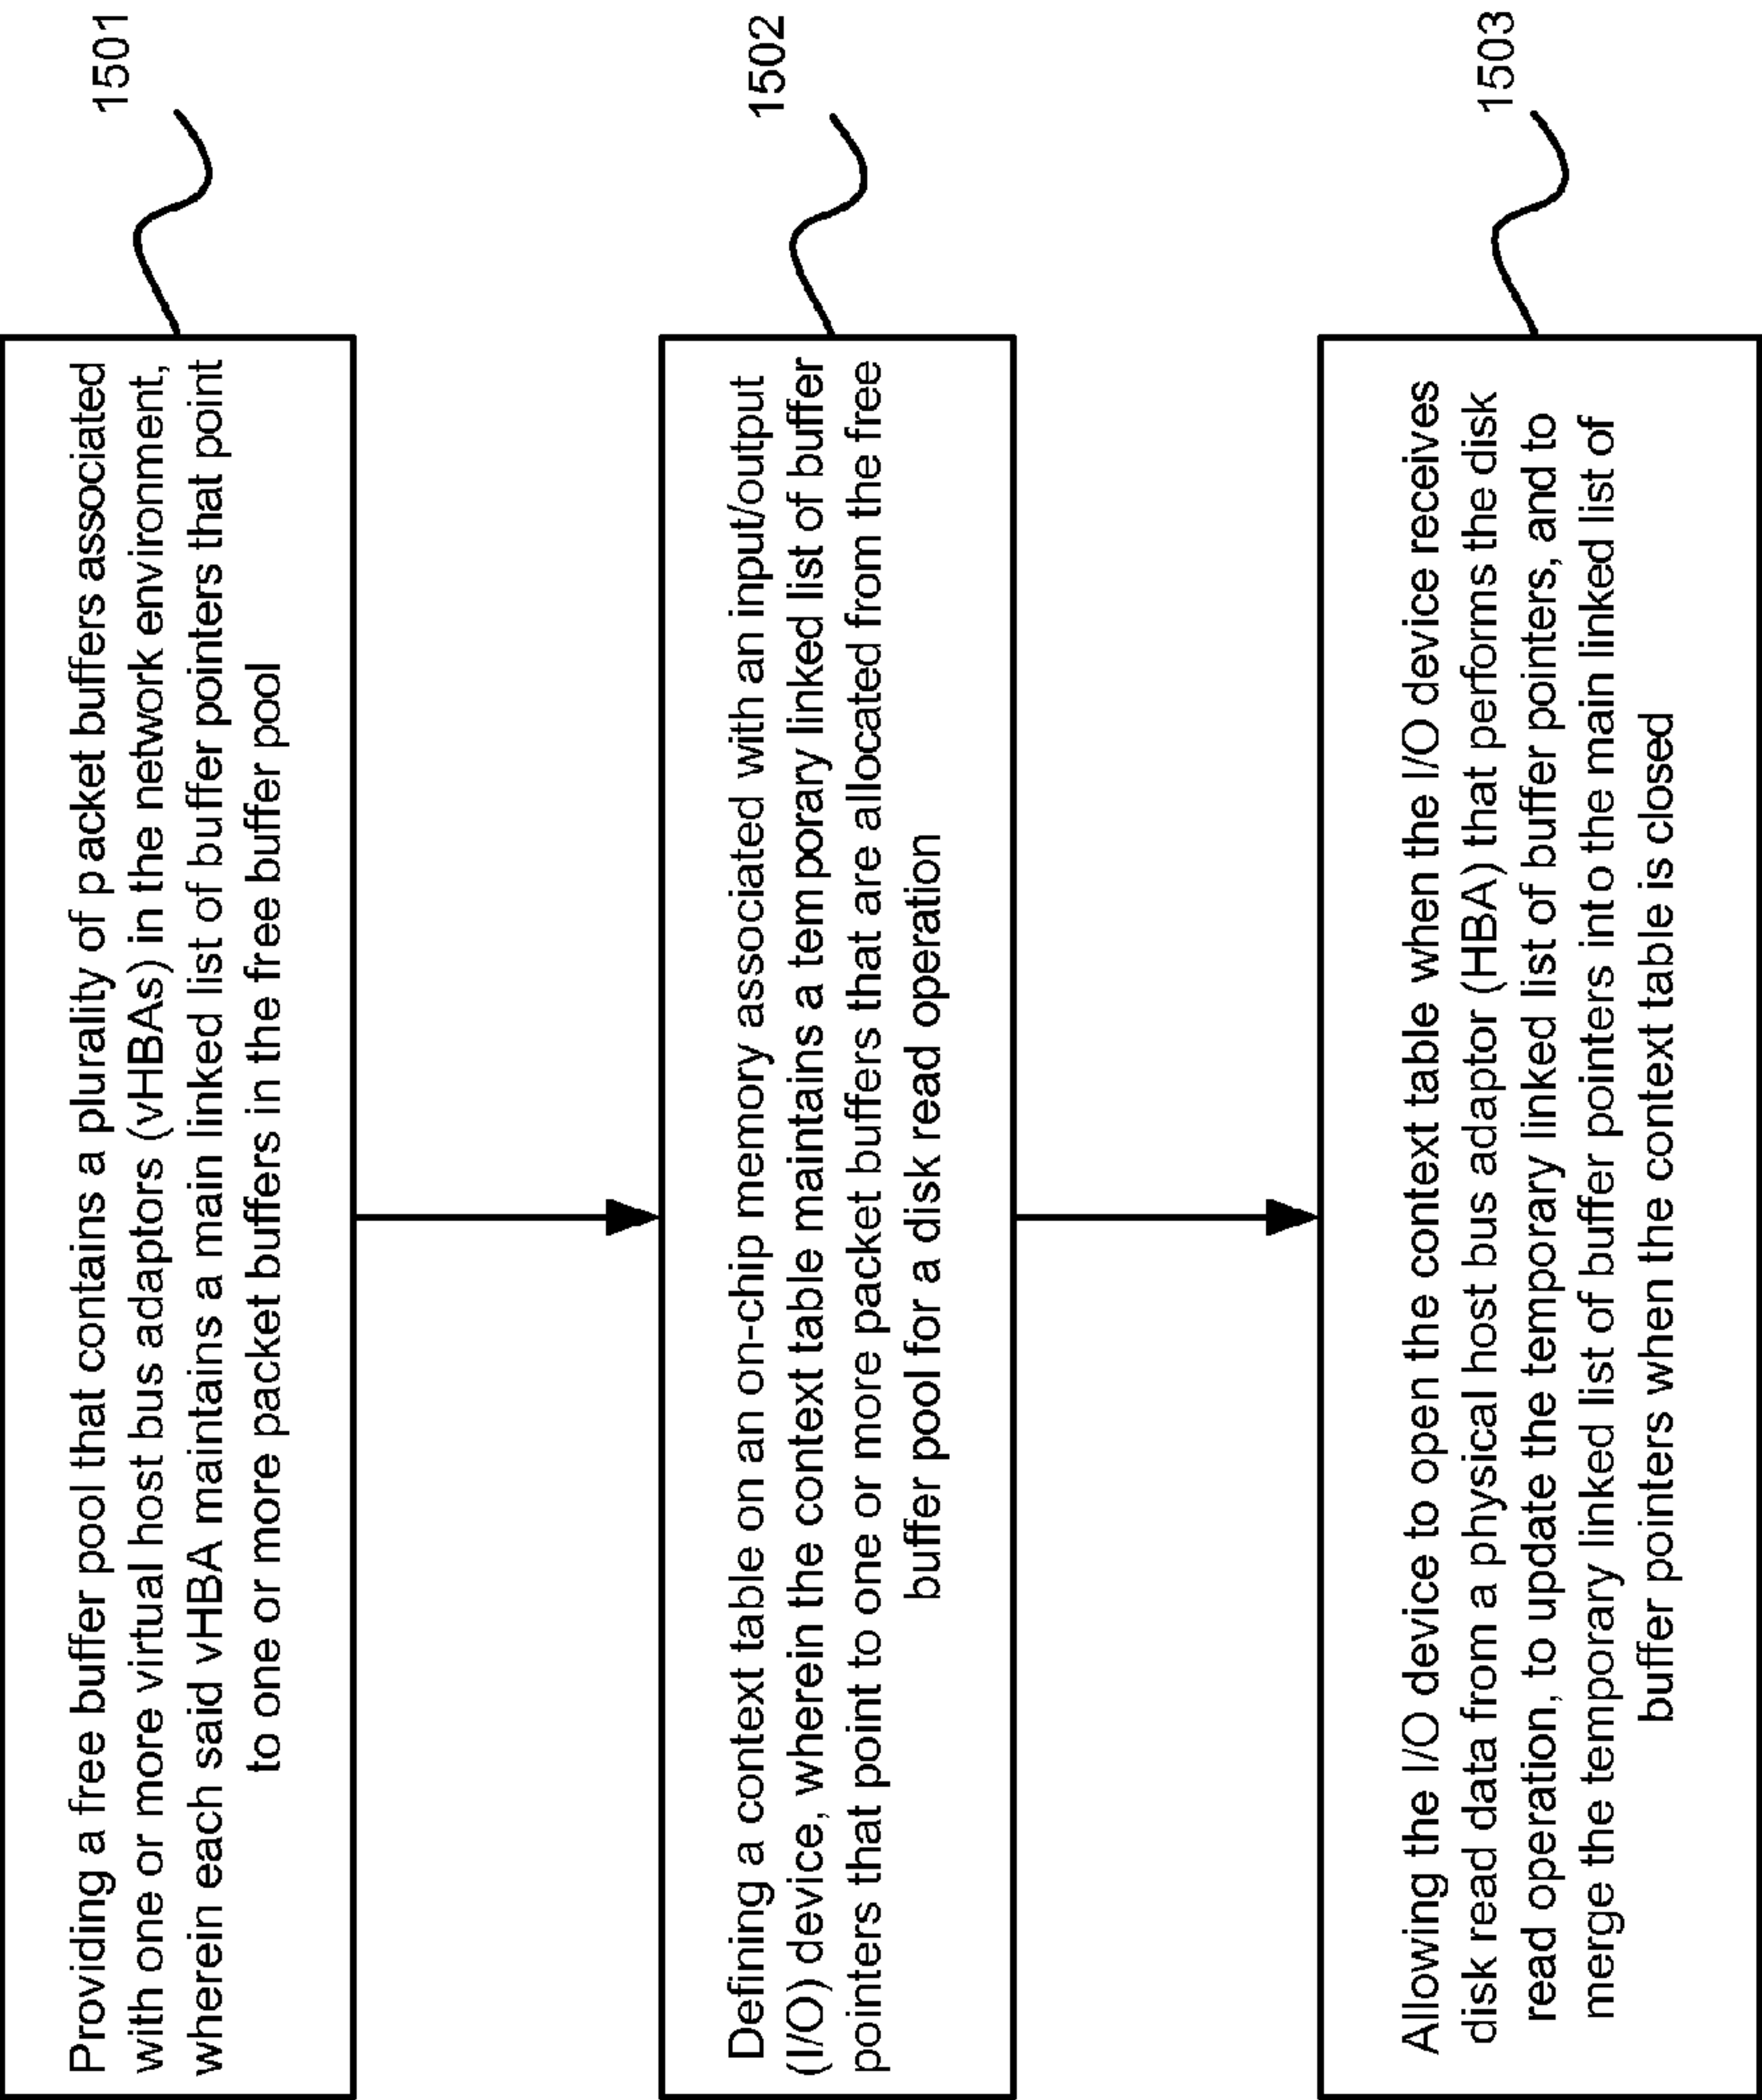 Providing a free buffer pool that contains a plurality of packet buffers associated
with one or more virtual host bus adaptors (vHBAs) in the network environment,
wherein each said vHBA maintains a main linked list of buffer pointers that point
to one or more packet buffers in the free buffer pool
1501
Defining a context table on an on-chip memory associated with an input/output
(I/O) device, wherein the context table maintains a temporary linked list of buffer
pointers that point to one or more packet buffers that are allocated from the free
buffer pool for a disk read operation
1502
Allowing the I/O device to open the context table when the I/O device receives
disk read data from a physical host bus adaptor (HBA) that performs the disk
read operation, to update the temporary linked list of buffer pointers, and to
merge the temporary linked list of buffer pointers into the main linked list of
buffer pointers when the context table is closed
1503